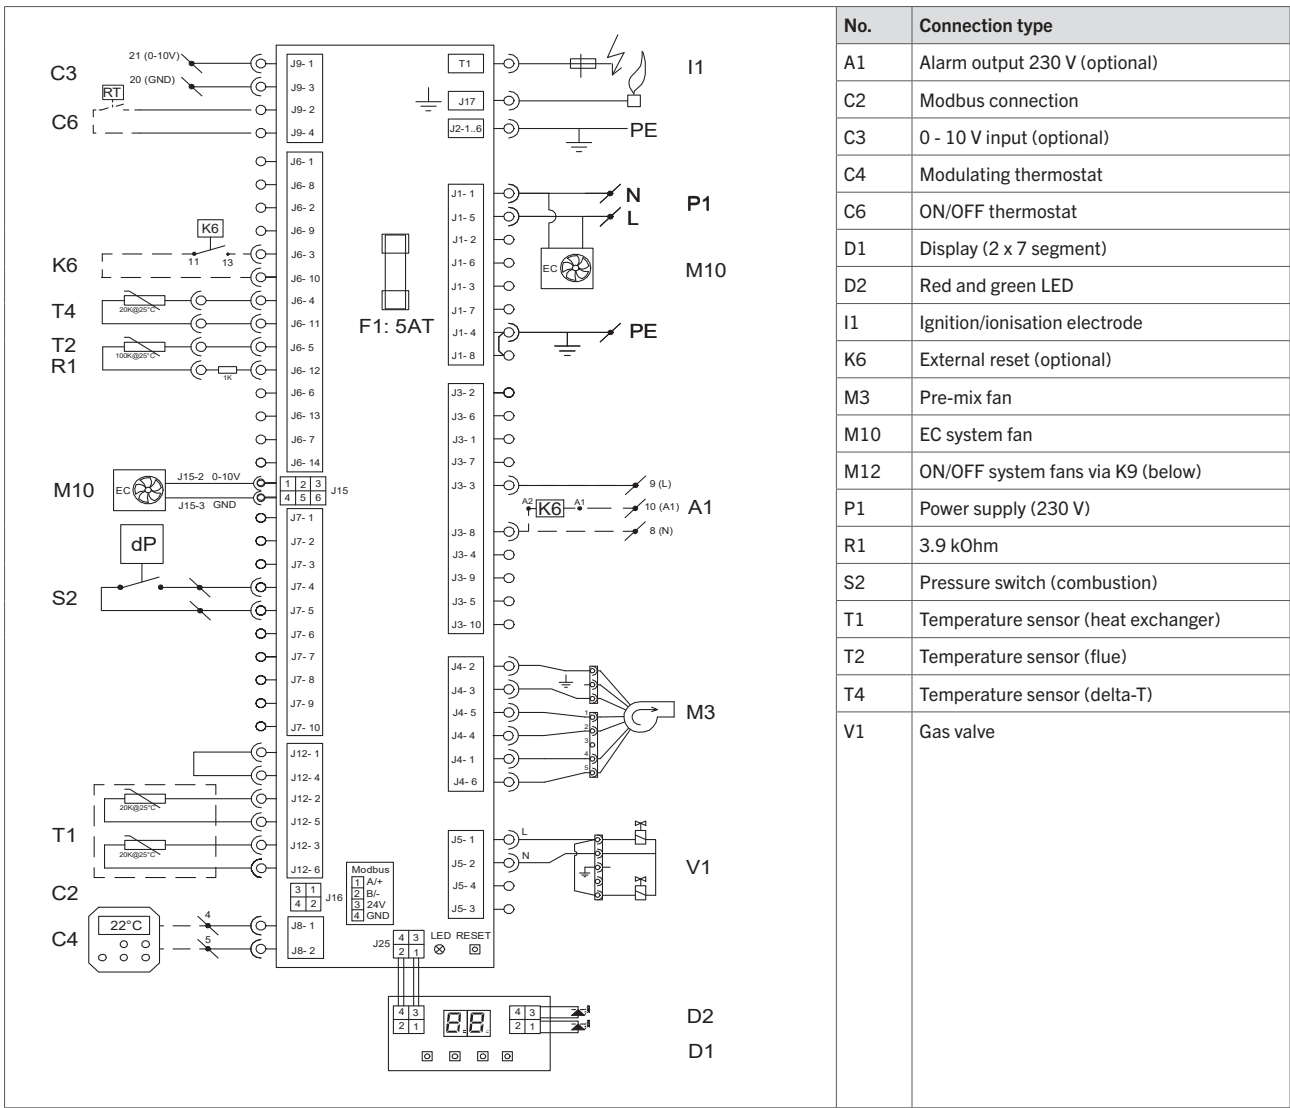 21 (0-10V)
C3
20 (GND)
RT
C6
J9- 1
J9- 3
J9- 2
J9- 4
J6- 1
J6- 8
J6- 2
J6- 9
J6- 3
J6- 10
J6- 4
J6- 11
J6- 5
J6- 12
J6- 6
J6- 13
J6- 7
J6- 14
K6
11
13
K6
T4
20K@25°C
T2
100K@25°C
R1
1K
M10
EC
J15-2 0-10V
J15-3 GND
1 2 3
4 5 6
J15
dP
S2
J7- 1
J7- 2
J7- 3
J7- 4
J7- 5
J7- 6
J7- 7
J7- 8
J7- 9
J7- 10
J12- 1
J12- 4
J12- 2
J12- 5
J12- 3
J12- 6
20K@25°C
T1
20K@25°C
C2
3 1
4 2
J16
Modbus
1 A/+
2 B/-
3 24V
4 GND
C4
22°C
4
5
J8- 1
J8- 2
J25
4 3
2 1
LED RESET
F1: 5AT
T1
J17
J2-1..6
I1
PE
J1- 1
J1- 5
J1- 2
J1- 6
J1- 3
J1- 7
J1- 4
J1- 8
N
L
P1
EC
M10
PE
J3- 2
J3- 6
J3- 1
J3- 7
J3- 3
J3- 8
J3- 4
J3- 9
J3- 5
J3- 10
9 (L)
A2
K6
A1
10 (A1)
A1
8 (N)
J4- 2
J4- 3
J4- 5
J4- 4
J4- 1
J4- 6
1
2
3
4
5
M3
J5- 1
J5- 2
J5- 4
J5- 3
L
N
V1
4 3
2 1
8.8.
4 3
2 1
D2
D1
No. Connection type
A1 Alarm output 230 V (optional)
C2 Modbus connection
C3 0 - 10 V input (optional)
C4 Modulating thermostat
C6 ON/OFF thermostat
D1 Display (2 x 7 segment)
D2 Red and green LED
I1 Ignition/ionisation electrode
K6 External reset (optional)
M3 Pre-mix fan
M10 EC system fan
M12 ON/OFF system fans via K9 (below)
P1 Power supply (230 V)
R1 3.9 kOhm
S2 Pressure switch (combustion)
T1 Temperature sensor (heat exchanger)
T2 Temperature sensor (flue)
T4 Temperature sensor (delta-T)
V1 Gas valve